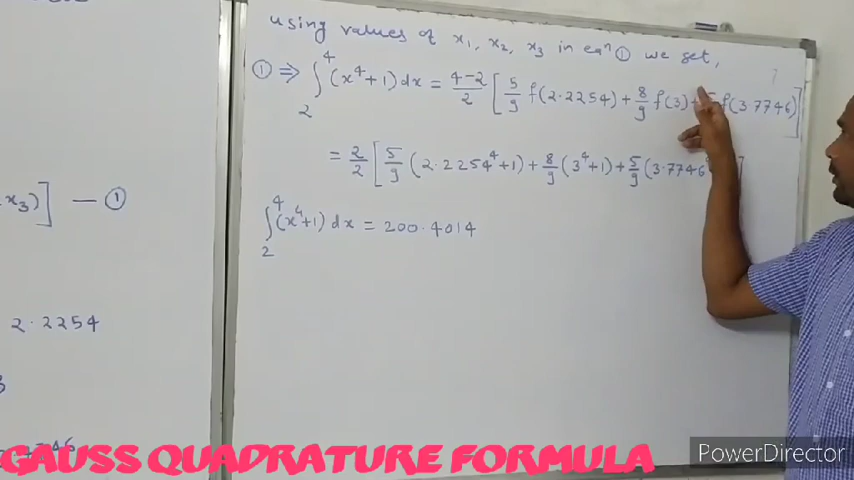 using values of x₁, x₂, x₃ in eqⁿ ① we get,
① ⇒ ∫₂⁴ (x⁴+1) dx = 4-2/2 [5/9 f(2.2254) + 8/9 f(3) + f(3.7746)]
= 2/2 [5/9 (2.2254⁴+1) + 8/9 (3⁴+1) + 5/9 (3.7746 ]
∫₂⁴ (x⁴+1) dx = 200.4014
x₃)] — ①
2.2254
46
GAUSS QUADRATURE FORMULA
PowerDirector